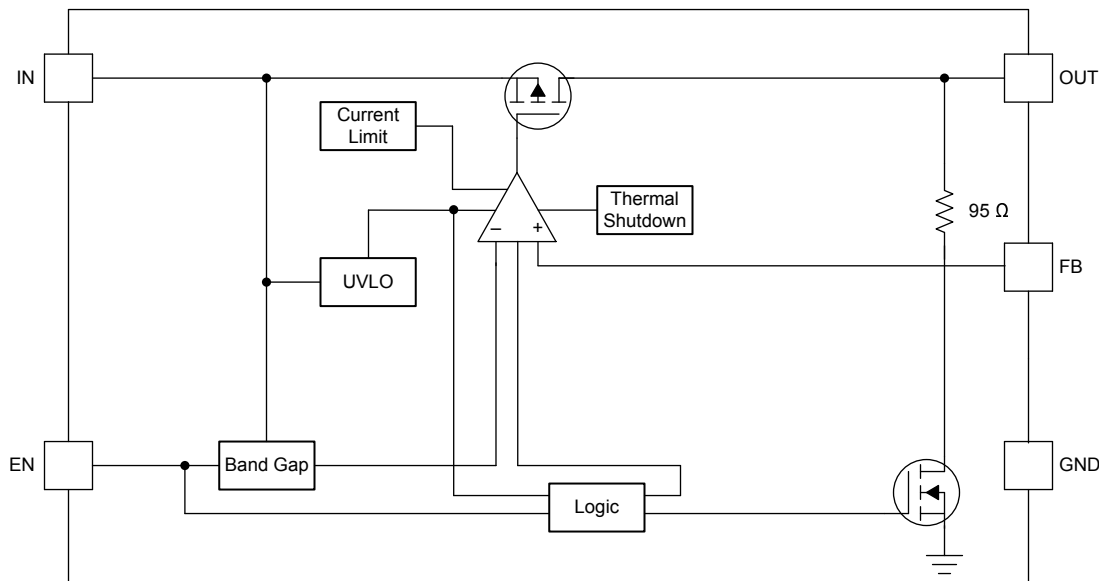 IN
OUT
Current
Limit
Thermal
Shutdown
95 Ω
–
+
UVLO
FB
EN
Band Gap
GND
Logic